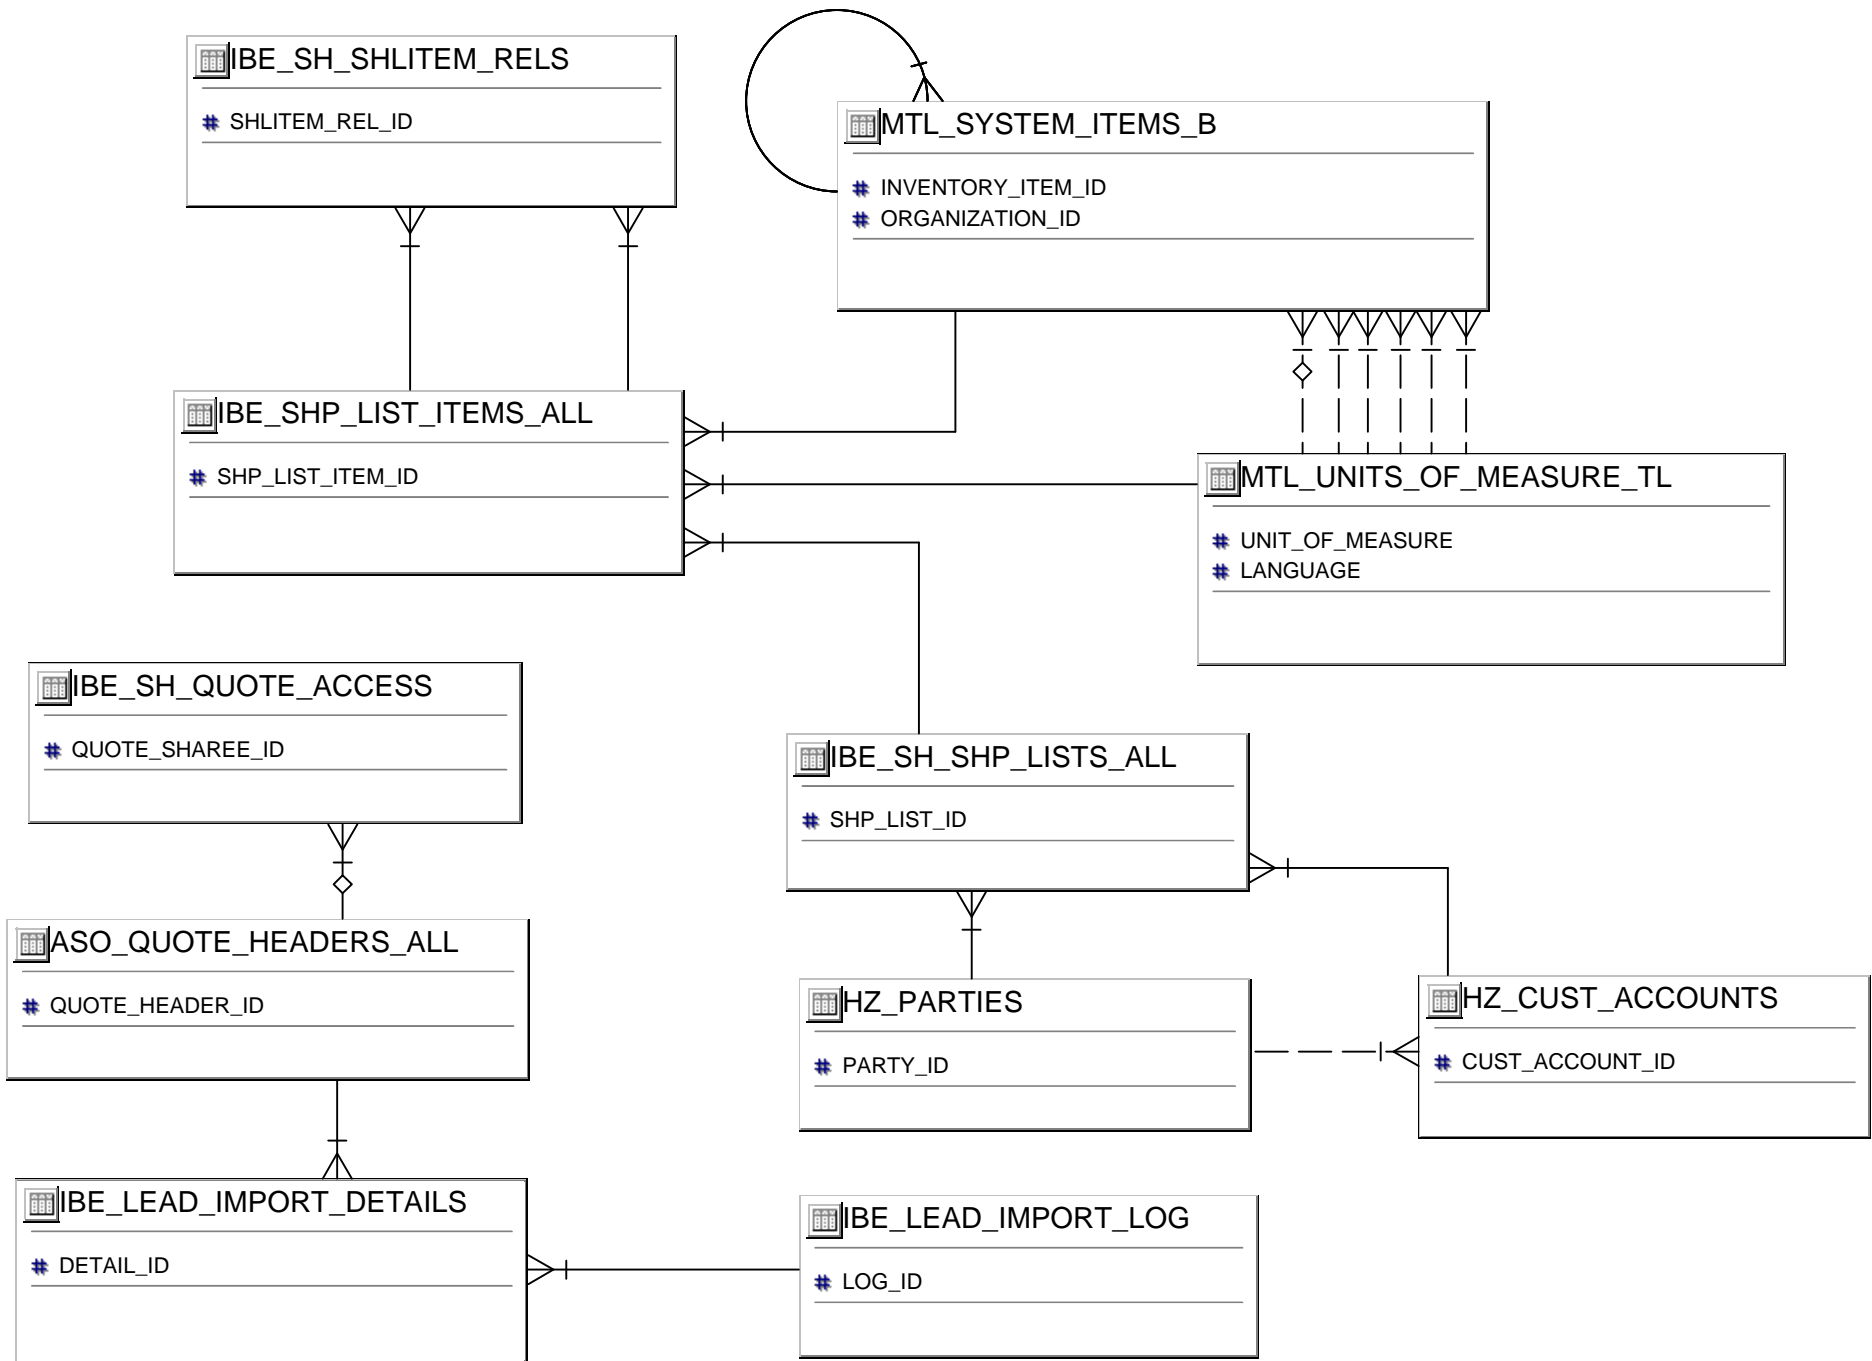 IBE_SH_SHLITEM_RELS
# SHLITEM_REL_ID
MTL_SYSTEM_ITEMS_B
# INVENTORY_ITEM_ID
# ORGANIZATION_ID
IBE_SHP_LIST_ITEMS_ALL
# SHP_LIST_ITEM_ID
MTL_UNITS_OF_MEASURE_TL
# UNIT_OF_MEASURE
# LANGUAGE
IBE_SH_QUOTE_ACCESS
# QUOTE_SHAREE_ID
IBE_SH_SHP_LISTS_ALL
# SHP_LIST_ID
ASO_QUOTE_HEADERS_ALL
# QUOTE_HEADER_ID
HZ_PARTIES
# PARTY_ID
HZ_CUST_ACCOUNTS
# CUST_ACCOUNT_ID
IBE_LEAD_IMPORT_DETAILS
# DETAIL_ID
IBE_LEAD_IMPORT_LOG
# LOG_ID